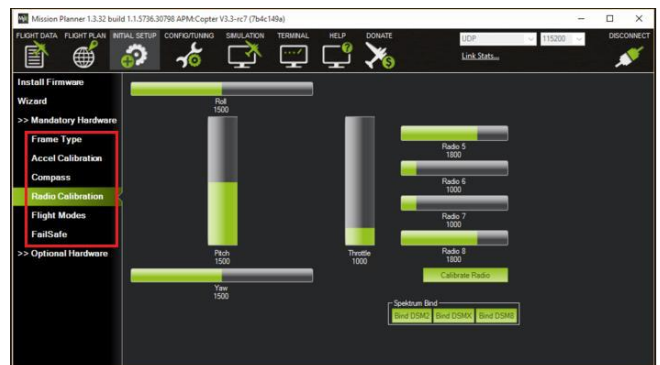 Mission Planner 1.3.32 build 1.1.5736.30798 APM:Copter V3.3-rc7 (7b4c149a)
FLIGHT DATA FLIGHT PLAN INITIAL SETUP CONFIG/TUNING SIMULATION TERMINAL HELP DONATE UDP 115200 DISCONNECT
Link Stats...
Install Firmware
Wizard
>> Mandatory Hardware
Frame Type
Accel Calibration
Compass
Radio Calibration
Flight Modes
FailSafe
>> Optional Hardware
Roll
1500
Pitch
1500
Throttle
1000
Yaw
1500
Radio 5
1800
Radio 6
1000
Radio 7
1000
Radio 8
1800
Calibrate Radio
Spektrum Bind
Bind DSM2 Bind DSMX Bind DSM8